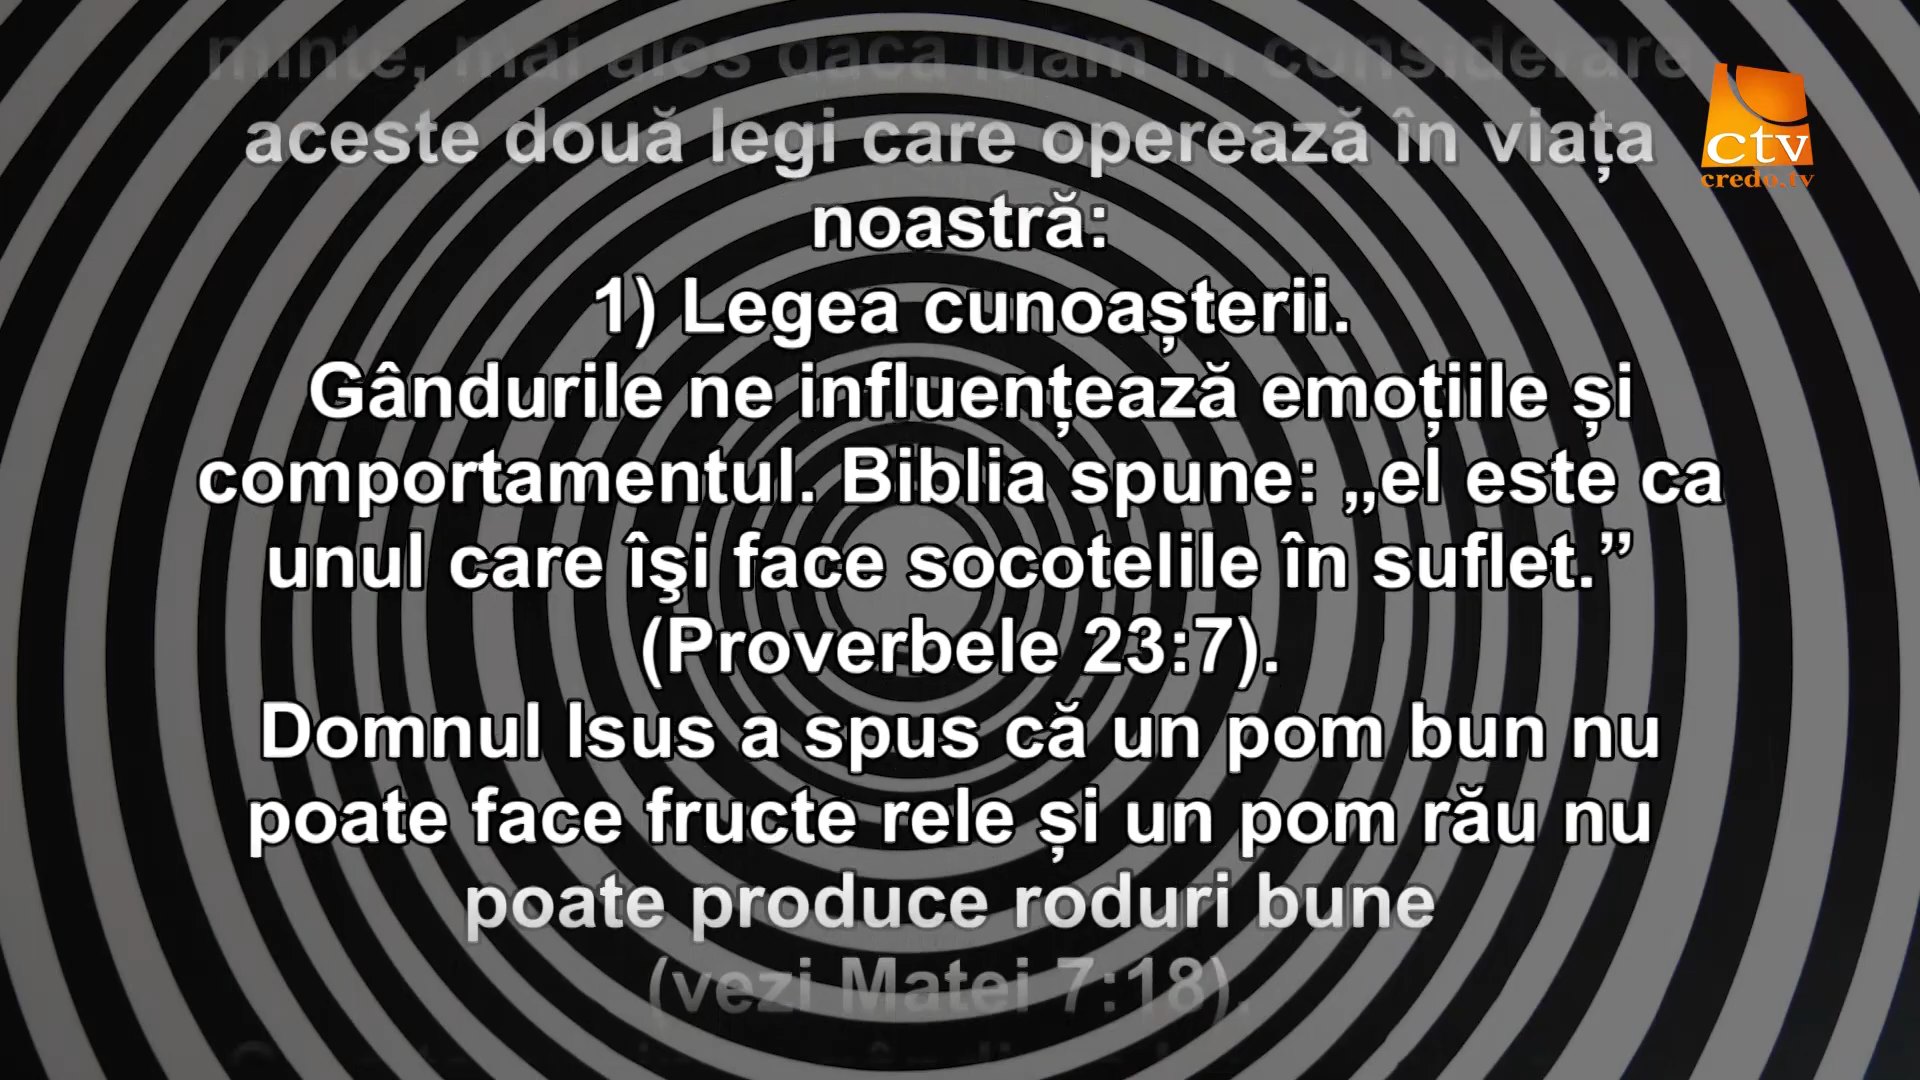 minte, mai ales dacă luăm în considerare
aceste două legi care operează în viața
noastră:
1) Legea cunoașterii.
Gândurile ne influențează emoțiile și
comportamentul. Biblia spune: „el este ca
unul care îşi face socotelile în suflet.”
(Proverbele 23:7).
Domnul Isus a spus că un pom bun nu
poate face fructe rele și un pom rău nu
poate produce roduri bune
(vezi Matei 7:18).
ctv
credo.tv